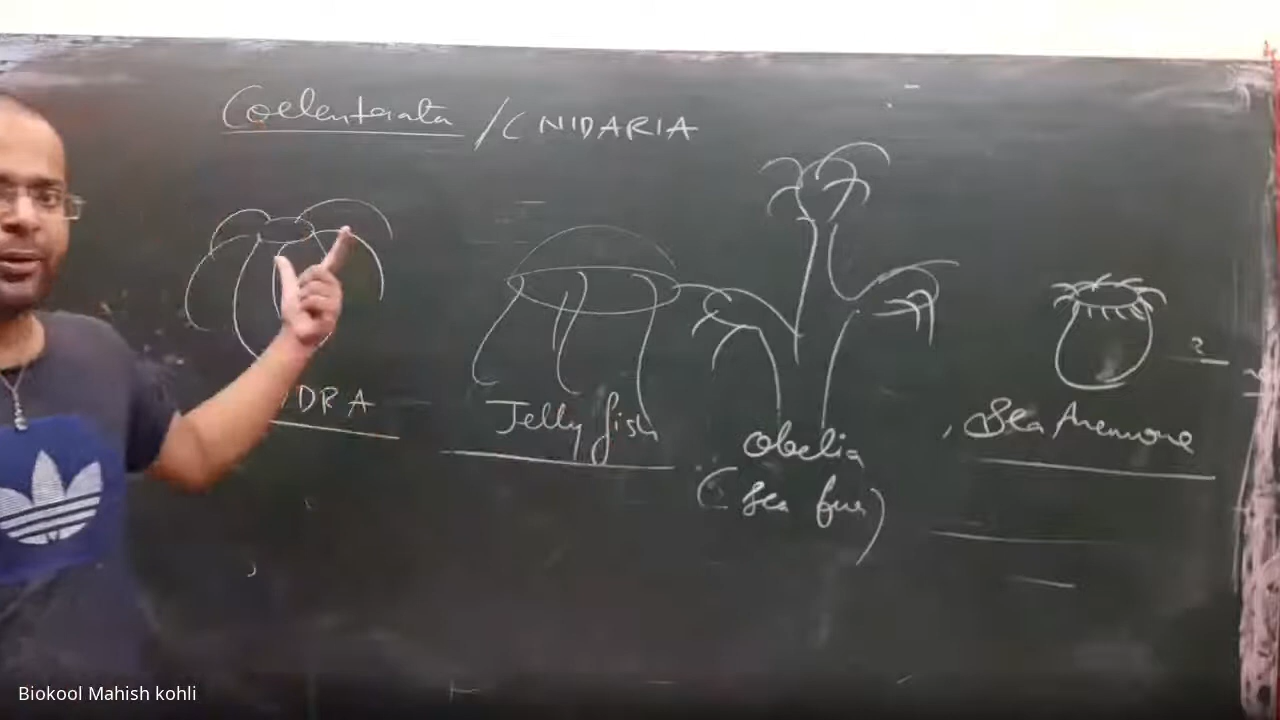 Coelenterata / CNIDARIA
DRA
Jelly fish
Obelia
(Sea fur)
Sea Anemone
Biokool Mahish kohli